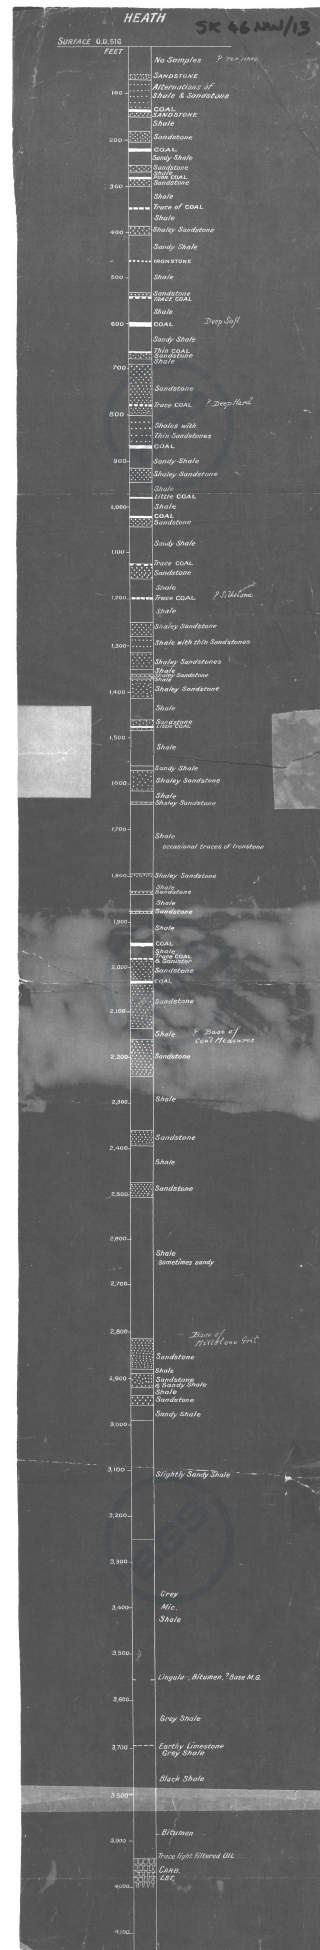 HEATH
SK 46 NW/13
SURFACE O.D. 516
FEET
No Samples ? TOP HARD
SANDSTONE
Alternations of
100 Shale & Sandstone
COAL
SANDSTONE
Shale
200 Sandstone
COAL
Sandy Shale
Sandstone
Shale
POOR COAL
300 Sandstone
Shale
Trace of COAL
Shale
400 Shaley Sandstone
Sandy Shale
IRONSTONE
500 Shale
Sandstone
TRACE COAL
Shale
600 COAL Deep Soft
Sandy Shale
Thin COAL
Sandstone
Shale
700
Sandstone
Trace COAL ? Deep Hard
800
Shales with
Thin Sandstones
COAL
900 Sandy Shale
Shaley Sandstone
Shale
Little COAL
1,000 Shale
COAL
Sandstone
Sandy Shale
1,100
Trace COAL
Sandstone
Shale
1,200 Trace COAL ? Silkstone
Shale
Shaley Sandstone
1,300 Shale with thin Sandstones
Shaley Sandstones
Shale
Shaley Sandstone
Shale
1,400 Shaley Sandstone
Shale
Sandstone
Little COAL
1,500
Shale
Sandy Shale
1,600 Shaley Sandstone
Shale
Shaley Sandstone
1,700
Shale
occasional traces of Ironstone
1,800 Shaley Sandstone
Shale
Sandstone
Shale
1,900 Sandstone
Shale
COAL
Shale
Trace COAL
& Ganister
2,000 Sandstone
COAL
Sandstone
2,100
Shale ? Base of
Coal Measures
2,200 Sandstone
2,300 Shale
Sandstone
2,400
Shale
2,500 Sandstone
2,600
Shale
Sometimes sandy
2,700
2,800 Base of
Millstone Grit.
Sandstone
Shale
2,900 Sandstone
& Sandy Shale
Shale
Sandstone
3,000 Sandy Shale
3,100 Slightly Sandy Shale
3,200
3,300
Grey
3,400 Mic.
Shale
3,500
Lingula, Bitumen, ? Base M.G.
3,600
Grey Shale
3,700 Earthy Limestone
Grey Shale
Black Shale
3,800
Bitumen
3,900
Trace light filtered OIL
CARB.
LST.
4,000
4,100